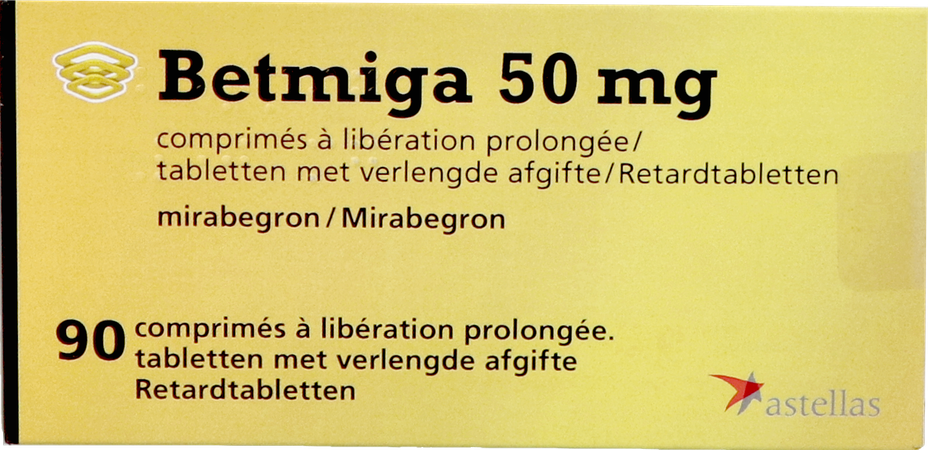 Betmiga 50 mg
comprimés à libération prolongée/
tabletten met verlengde afgifte/Retardtabletten
mirabegron/Mirabegron
90 comprimés à libération prolongée.
tabletten met verlengde afgifte
Retardtabletten
astellas